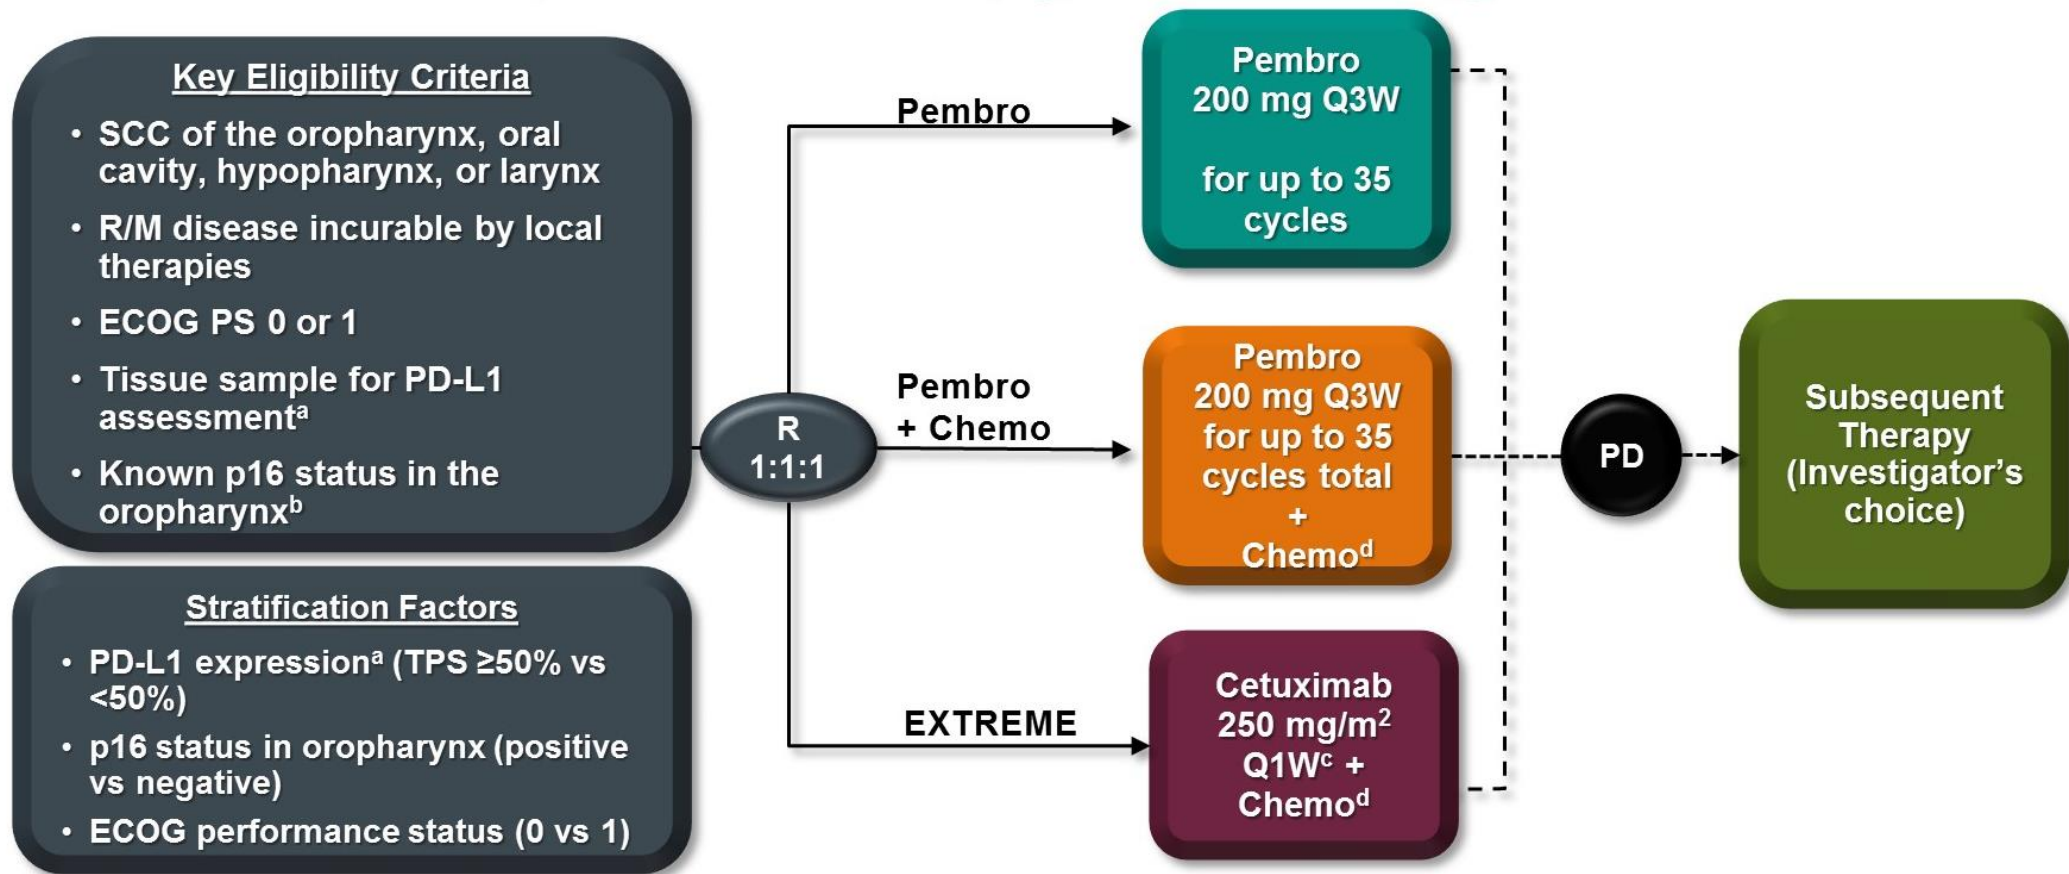 Key Eligibility Criteria
• SCC of the oropharynx, oral
cavity, hypopharynx, or larynx
• R/M disease incurable by local
therapies
• ECOG PS 0 or 1
• Tissue sample for PD-L1
assessmentᵃ
• Known p16 status in the
oropharynxᵇ
Stratification Factors
• PD-L1 expressionᵃ (TPS ≥50% vs
<50%)
• p16 status in oropharynx (positive
vs negative)
• ECOG performance status (0 vs 1)
R
1:1:1
Pembro
Pembro
200 mg Q3W
for up to 35
cycles
Pembro
+ Chemo
Pembro
200 mg Q3W
for up to 35
cycles total
+
Chemoᵈ
EXTREME
Cetuximab
250 mg/m²
Q1Wᶜ +
Chemoᵈ
PD
Subsequent
Therapy
(Investigator’s
choice)